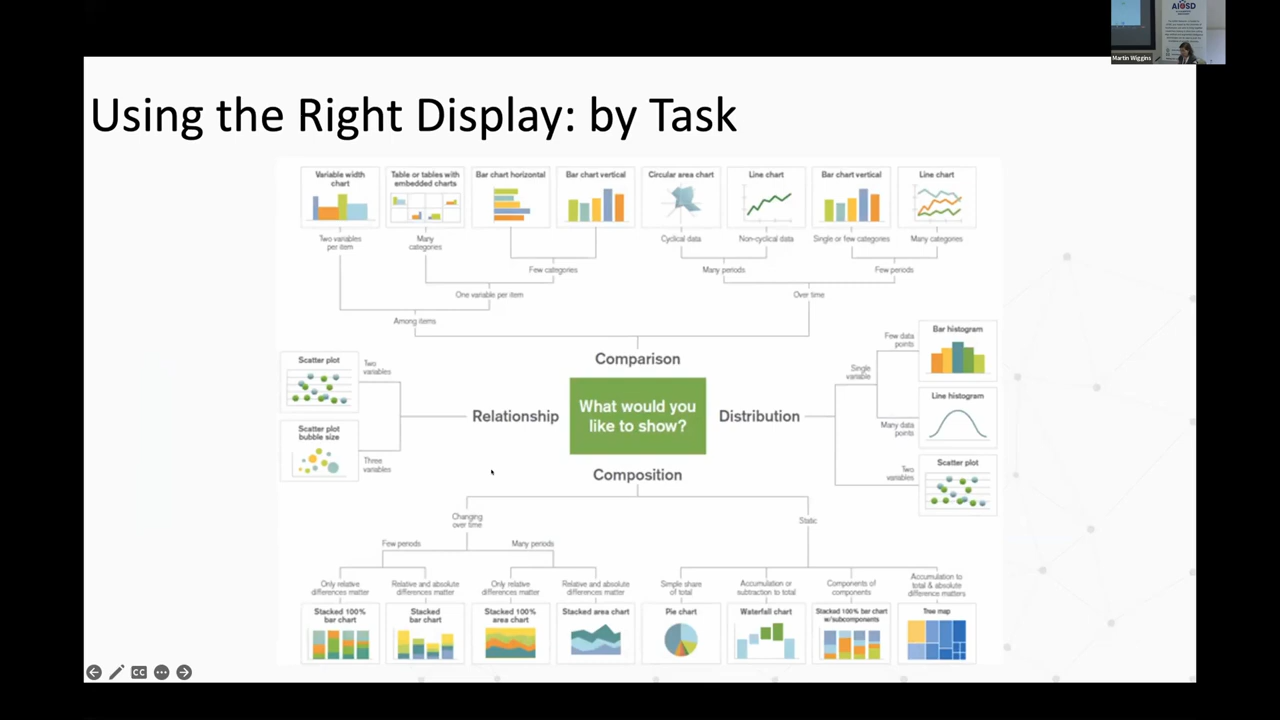 AIOSD
Martin Wiggins
Using the Right Display: by Task
Variable width
chart
Table or tables with
embedded charts
Bar chart horizontal
Bar chart vertical
Circular area chart
Line chart
Bar chart vertical
Line chart
Two variables
per item
Many
categories
Cyclical data
Non-cyclical data
Single or few categories
Many categories
Few categories
Many periods
Few periods
One variable per item
Over time
Among items
Comparison
Scatter plot
Two
variables
Relationship
What would you
like to show?
Distribution
Scatter plot
bubble size
Three
variables
Single
variable
Few data
points
Bar histogram
Line histogram
Many data
points
Two
variables
Scatter plot
Composition
Changing
over time
Static
Few periods
Many periods
Only relative
differences matter
Relative and absolute
differences matter
Only relative
differences matter
Relative and absolute
differences matter
Simple share
of total
Accumulation or
subtraction to total
Components of
components
Accumulation to
total & absolute
difference matters
Stacked 100%
bar chart
Stacked
bar chart
Stacked 100%
area chart
Stacked area chart
Pie chart
Waterfall chart
Stacked 100% bar chart
w/subcomponents
Tree map
CC